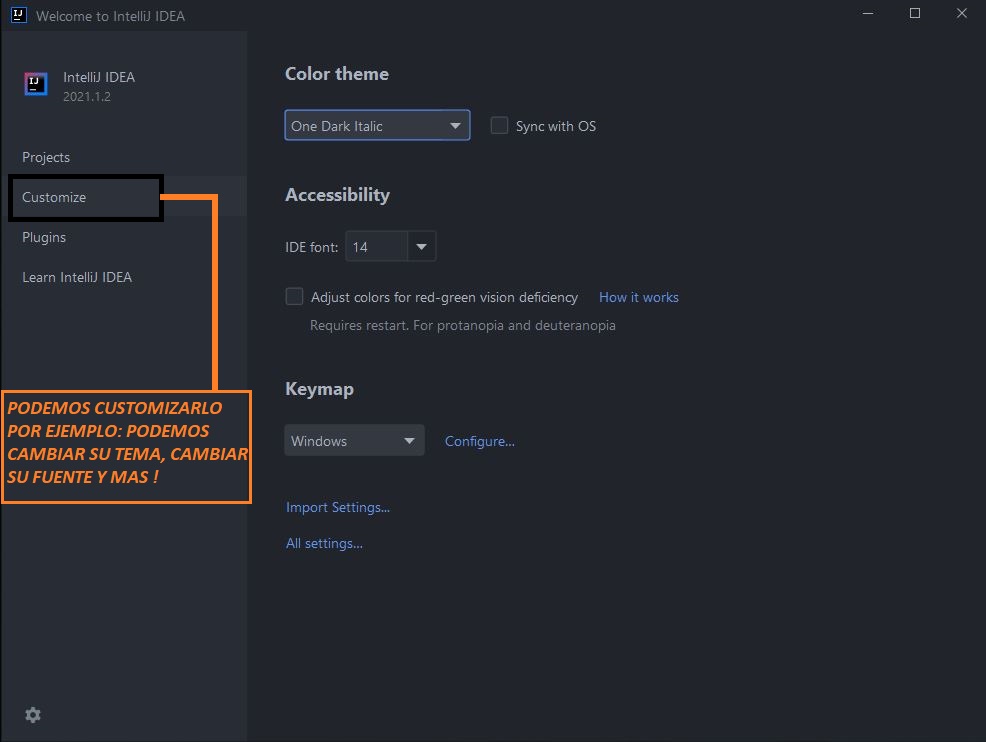 Welcome to IntelliJ IDEA
IntelliJ IDEA
2021.1.2
Projects
Customize
Plugins
Learn IntelliJ IDEA
PODEMOS CUSTOMIZARLO
POR EJEMPLO: PODEMOS
CAMBIAR SU TEMA, CAMBIAR
SU FUENTE Y MAS !
Color theme
One Dark Italic
Sync with OS
Accessibility
IDE font: 14
Adjust colors for red-green vision deficiency How it works
Requires restart. For protanopia and deuteranopia
Keymap
Windows Configure...
Import Settings...
All settings...